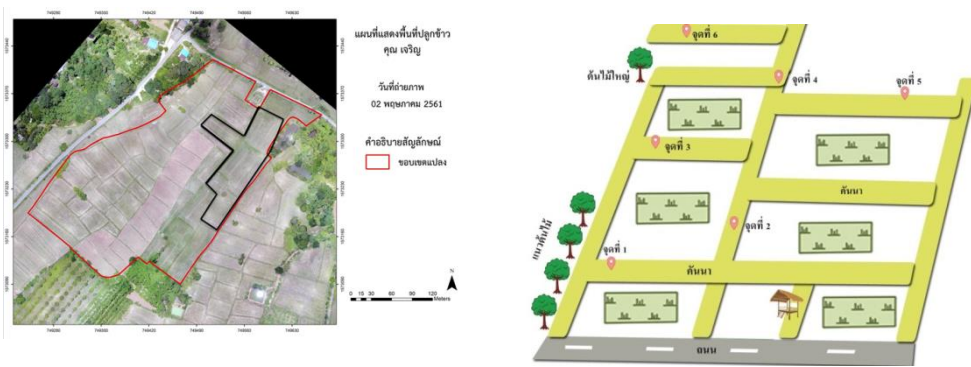 แผนที่แสดงพื้นที่ปลูกข้าว
คุณ เจริญ
วันที่ถ่ายภาพ
02 พฤษภาคม 2561
คำอธิบายสัญลักษณ์
ขอบเขตแปลง
N
0 15 30 60 90 120
Meters
จุดที่ 6
ต้นไม้ใหญ่
จุดที่ 4
จุดที่ 5
จุดที่ 3
คันนา
แนวต้นไม้
จุดที่ 2
จุดที่ 1
คันนา
ถนน